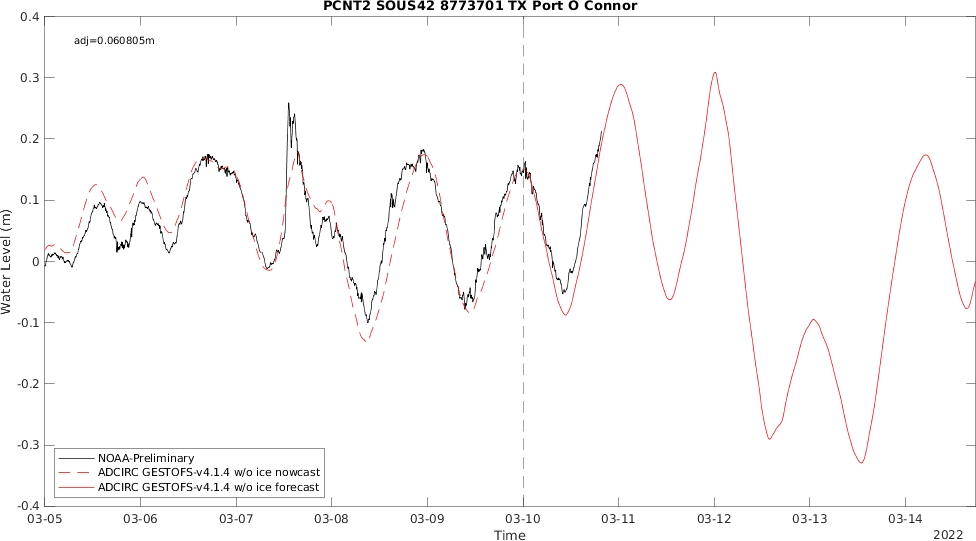 PCNT2 SOUS42 8773701 TX Port O Connor
adj=0.060805m
0.4
0.3
0.2
0.1
0
-0.1
-0.2
-0.3
-0.4
Water Level (m)
NOAA-Preliminary
ADCIRC GESTOFS-v4.1.4 w/o ice nowcast
ADCIRC GESTOFS-v4.1.4 w/o ice forecast
03-05 03-06 03-07 03-08 03-09 03-10 03-11 03-12 03-13 03-14
Time
2022